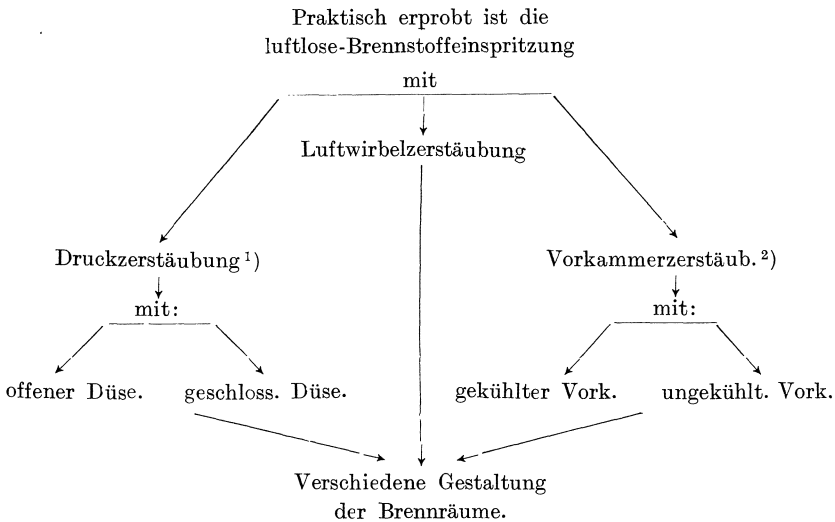 Praktisch erprobt ist die
luftlose-Brennstoffeinspritzung
mit
Luftwirbelzerstäubung
Druckzerstäubung ¹)
Vorkammerzerstäub. ²)
mit:
mit:
offener Düse.
geschloss. Düse.
gekühlter Vork.
ungekühlt. Vork.
Verschiedene Gestaltung
der Brennräume.